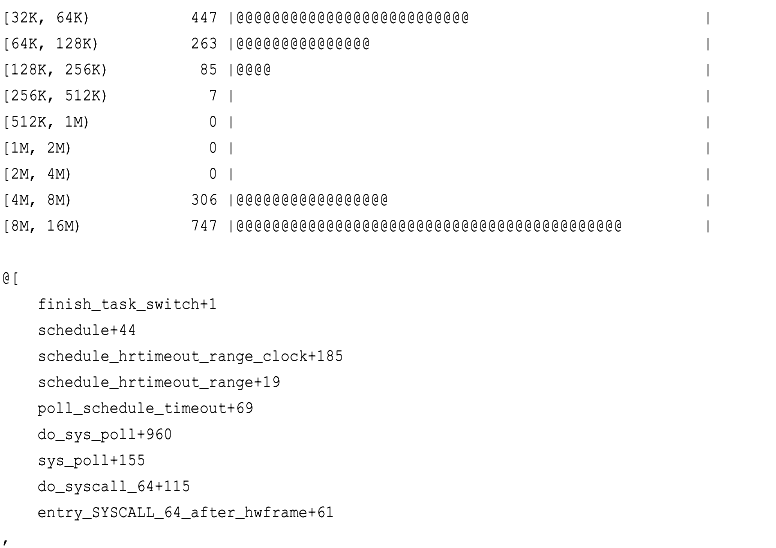 [32K, 64K)           447 |@@@@@@@@@@@@@@@@@@@@@@@@@@                          |
[64K, 128K)          263 |@@@@@@@@@@@@@@@                                     |
[128K, 256K)          85 |@@@@                                                |
[256K, 512K)           7 |                                                    |
[512K, 1M)             0 |                                                    |
[1M, 2M)               0 |                                                    |
[2M, 4M)               0 |                                                    |
[4M, 8M)             306 |@@@@@@@@@@@@@@@@@                                   |
[8M, 16M)            747 |@@@@@@@@@@@@@@@@@@@@@@@@@@@@@@@@@@@@@@@@@@@         |
@[
    finish_task_switch+1
    schedule+44
    schedule_hrtimeout_range_clock+185
    schedule_hrtimeout_range+19
    poll_schedule_timeout+69
    do_sys_poll+960
    sys_poll+155
    do_syscall_64+115
    entry_SYSCALL_64_after_hwframe+61
,